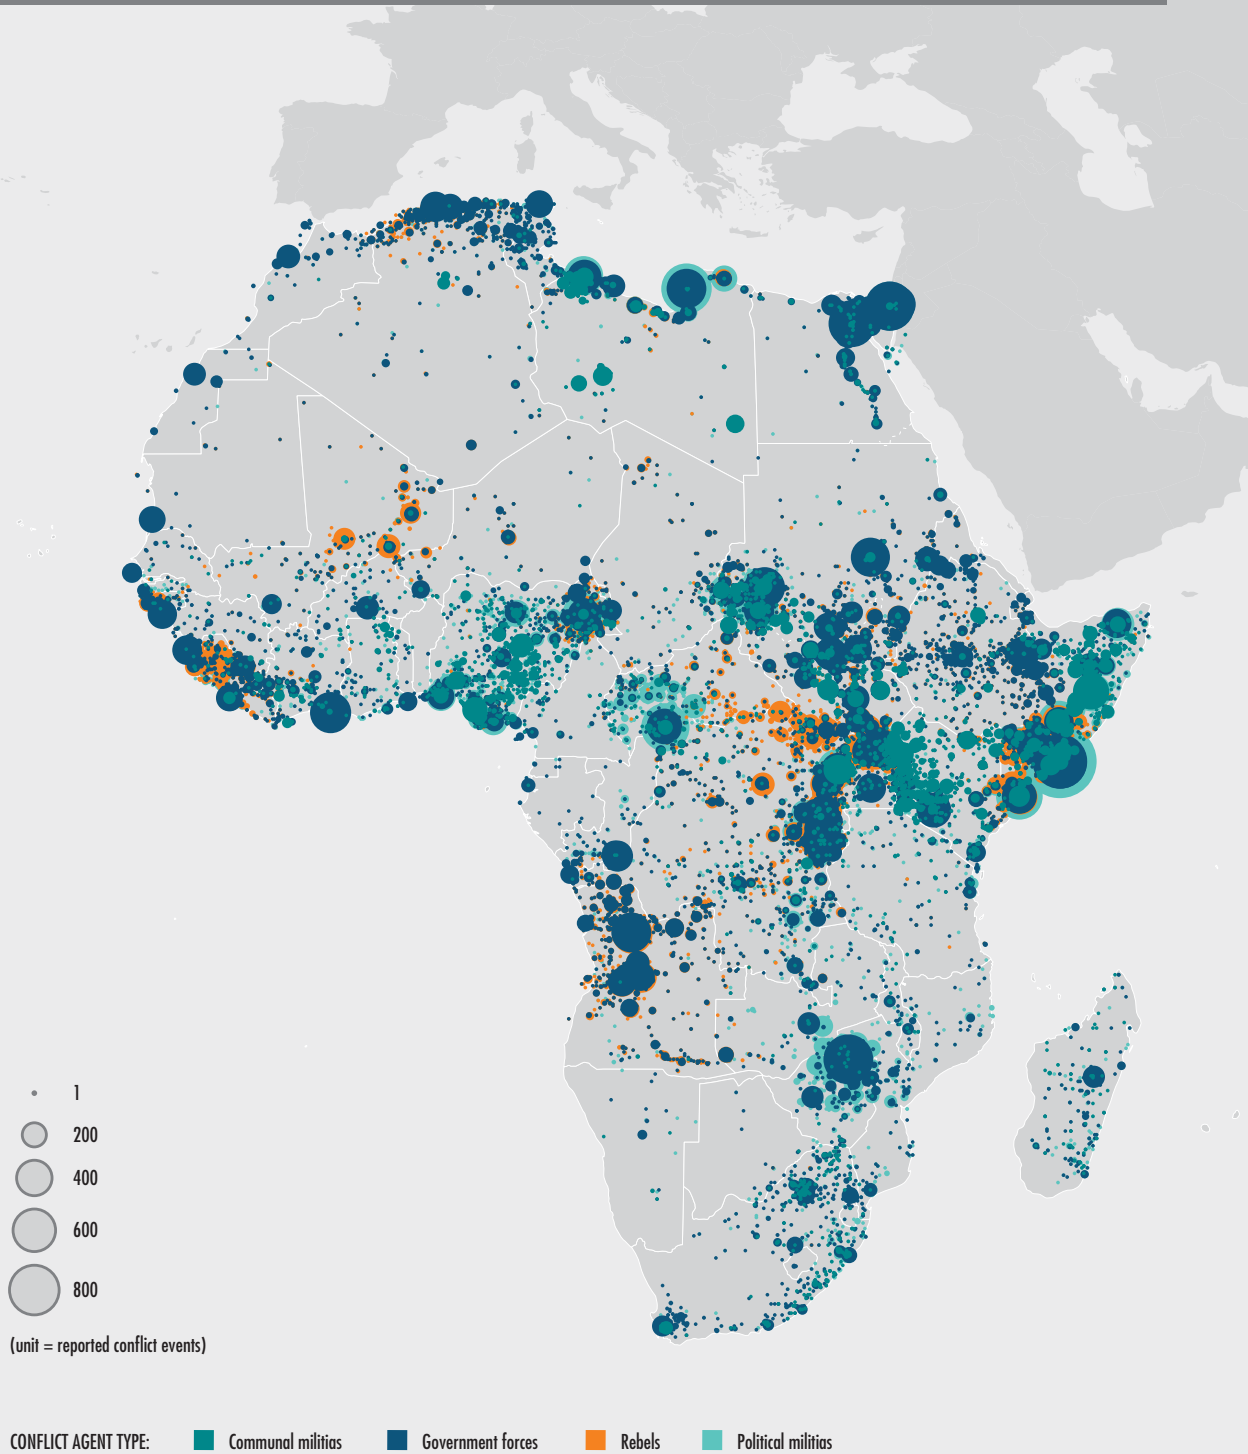 1
200
400
600
800
(unit = reported conflict events)
CONFLICT AGENT TYPE: Communal militias Government forces Rebels Political militias